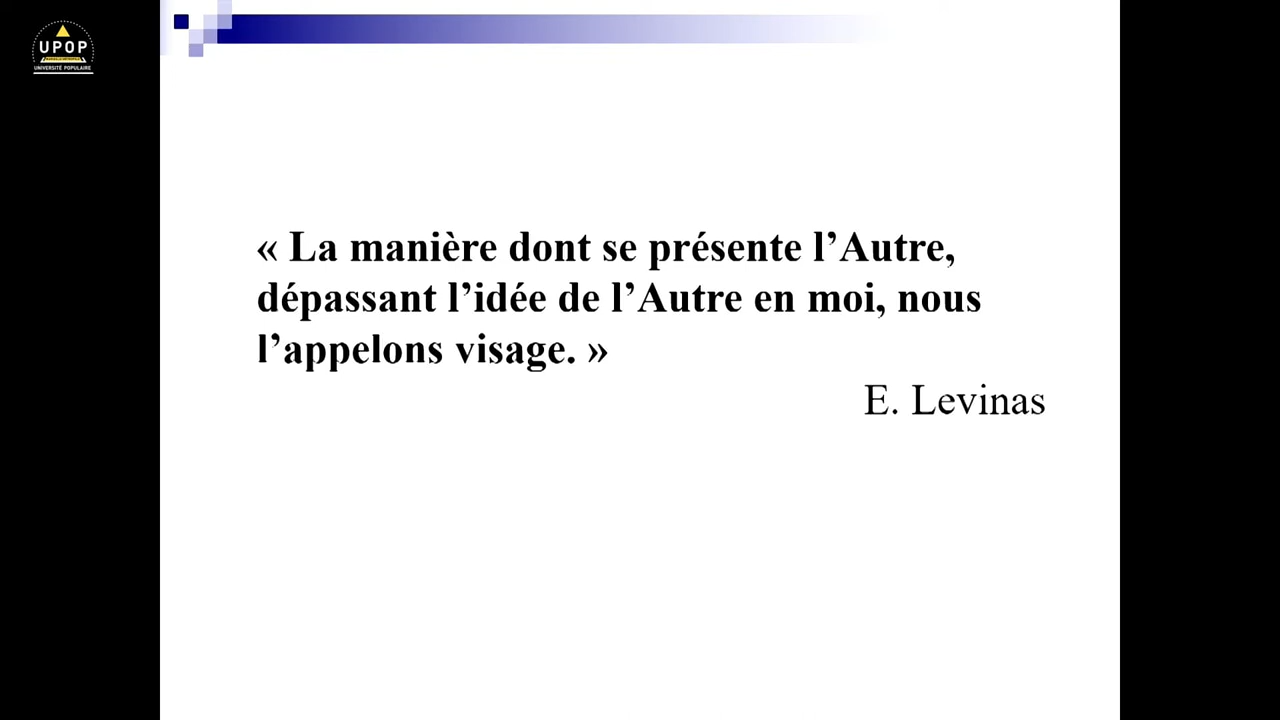 UPOP
UNIVERSITÉ POPULAIRE
« La manière dont se présente l’Autre,
dépassant l’idée de l’Autre en moi, nous
l’appelons visage. »
E. Levinas